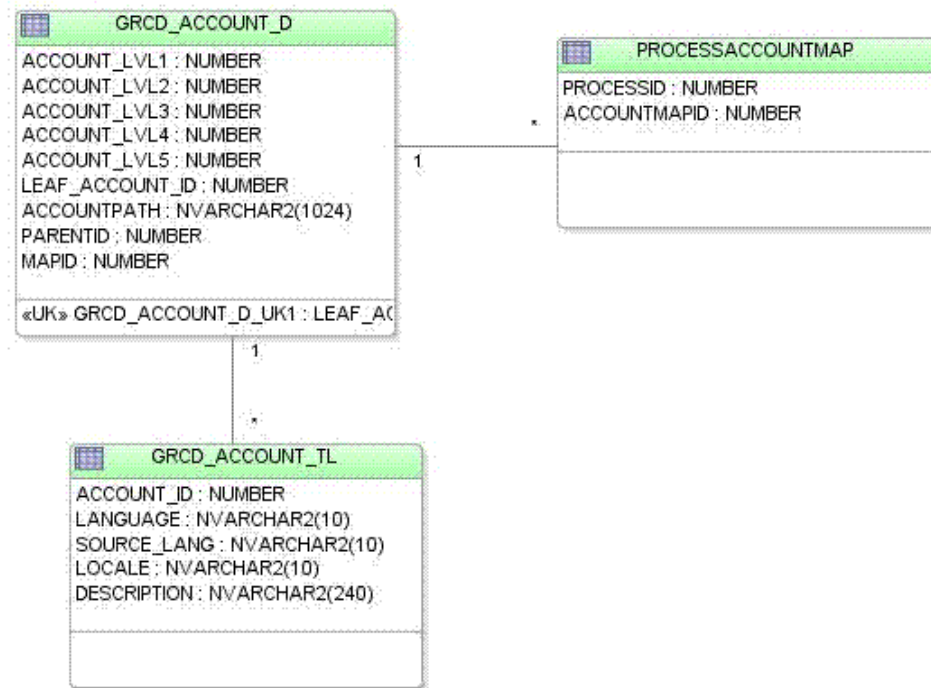 GRCD_ACCOUNT_D
ACCOUNT_LVL1 : NUMBER
ACCOUNT_LVL2 : NUMBER
ACCOUNT_LVL3 : NUMBER
ACCOUNT_LVL4 : NUMBER
ACCOUNT_LVL5 : NUMBER
LEAF_ACCOUNT_ID : NUMBER
ACCOUNTPATH : NVARCHAR2(1024)
PARENTID : NUMBER
MAPID : NUMBER
«UK» GRCD_ACCOUNT_D_UK1 : LEAF_AC
1
*
PROCESSACCOUNTMAP
PROCESSID : NUMBER
ACCOUNTMAPID : NUMBER
1
*
GRCD_ACCOUNT_TL
ACCOUNT_ID : NUMBER
LANGUAGE : NVARCHAR2(10)
SOURCE_LANG : NVARCHAR2(10)
LOCALE : NVARCHAR2(10)
DESCRIPTION : NVARCHAR2(240)